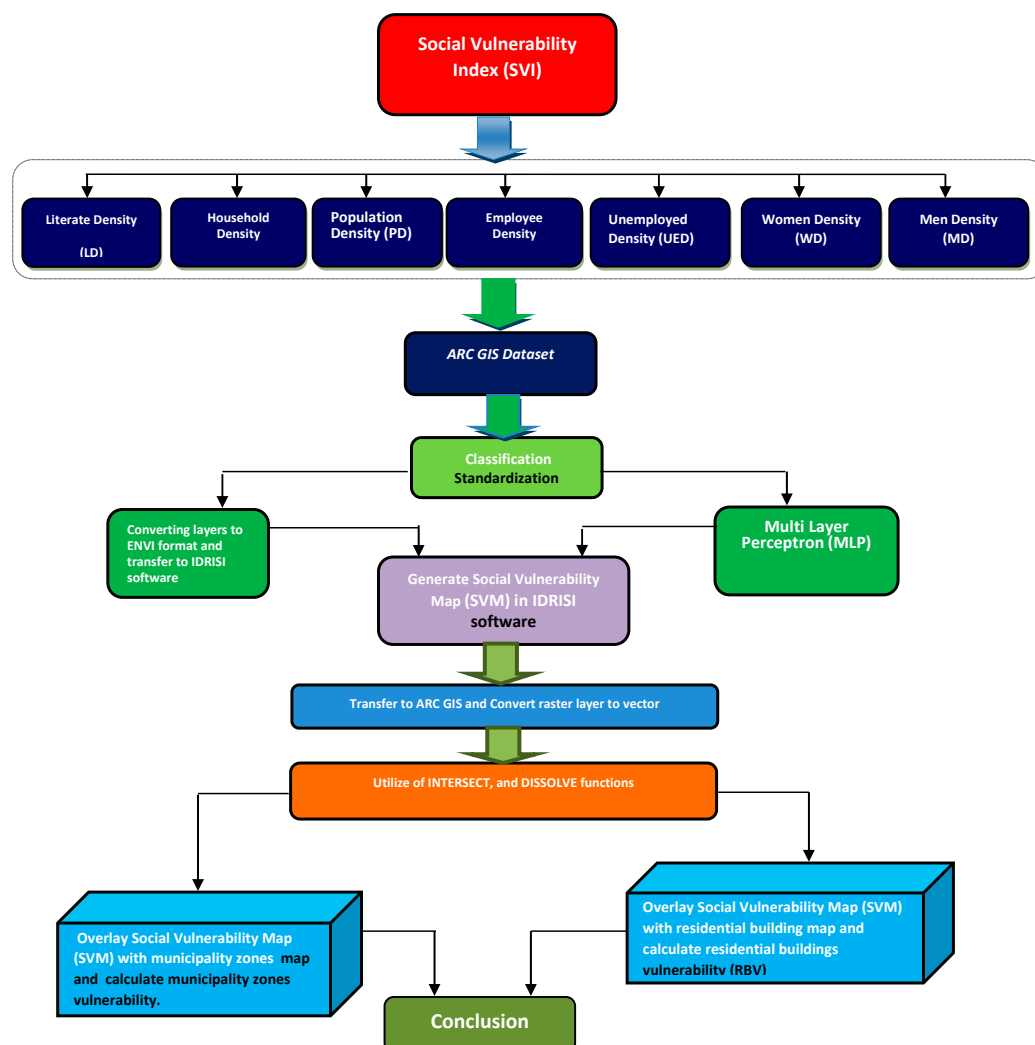 Social Vulnerability
Index (SVI)
Literate Density
(LD)
Household
Density
Population
Density (PD)
Employee
Density
Unemployed
Density (UED)
Women Density
(WD)
Men Density
(MD)
ARC GIS Dataset
Classification
Standardization
Converting layers to
ENVI format and
transfer to IDRISI
software
Multi Layer
Perceptron (MLP)
Generate Social Vulnerability
Map (SVM) in IDRISI
software
Transfer to ARC GIS and Convert raster layer to vector
Utilize of INTERSECT, and DISSOLVE functions
Overlay Social Vulnerability Map
(SVM) with municipality zones map
and calculate municipality zones
vulnerability.
Overlay Social Vulnerability Map (SVM)
with residential building map and
calculate residential buildings
vulnerability (RBV)
Conclusion